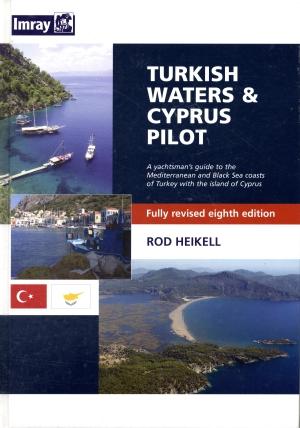 Imray
TURKISH
WATERS &
CYPRUS
PILOT
A yachtsman's guide to the
Mediterranean and Black Sea coasts
of Turkey with the island of Cyprus
Fully revised eighth edition
ROD HEIKELL